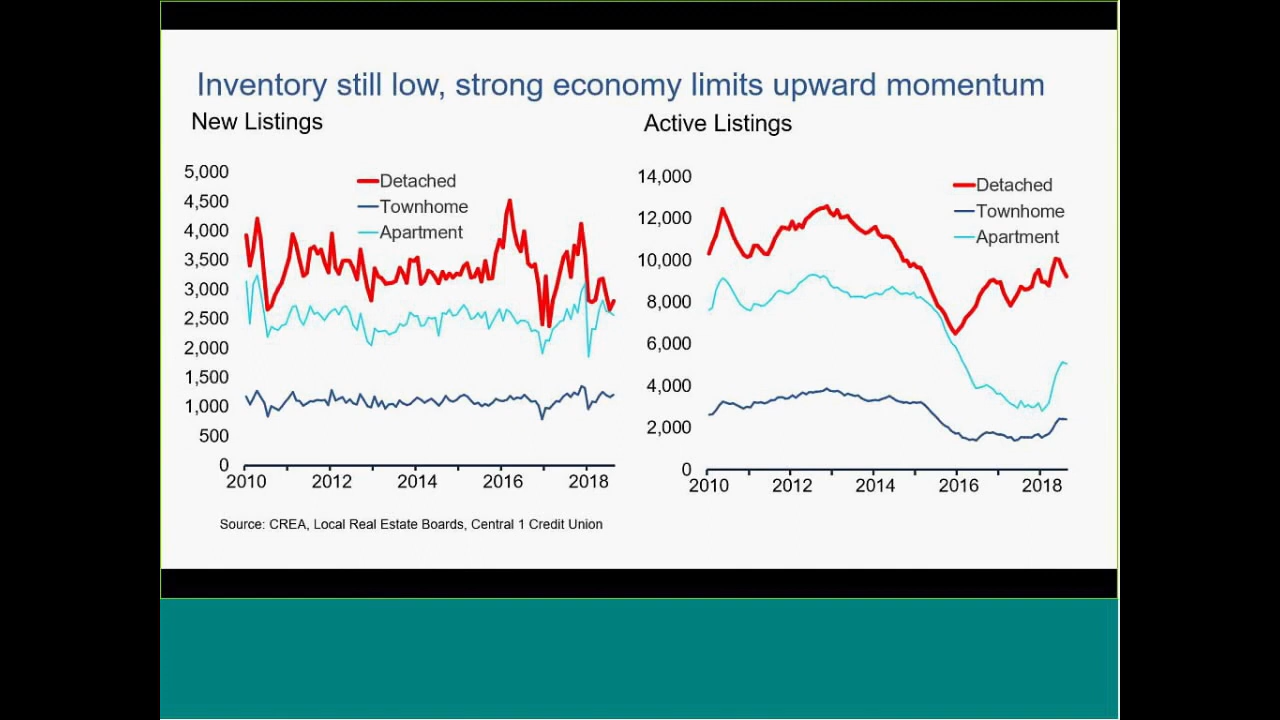 Inventory still low, strong economy limits upward momentum
New Listings
5,000
4,500
4,000
3,500
3,000
2,500
2,000
1,500
1,000
500
0
Detached
Townhome
Apartment
2010 2012 2014 2016 2018
Active Listings
14,000
12,000
10,000
8,000
6,000
4,000
2,000
0
Detached
Townhome
Apartment
2010 2012 2014 2016 2018
Source: CREA, Local Real Estate Boards, Central 1 Credit Union